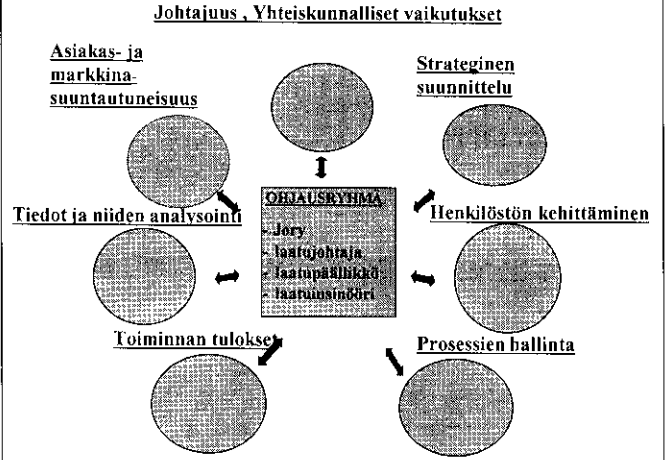 Johtajuus , Yhteiskunnalliset vaikutukset
Asiakas- ja
markkina-
suuntautuneisuus
Strateginen
suunnittelu
OHJAUSRYHMÄ
- Jory
- laatujohtaja
- laatupäällikkö
- laatuinsinööri
Tiedot ja niiden analysointi
Henkilöstön kehittäminen
Toiminnan tulokset
Prosessien hallinta